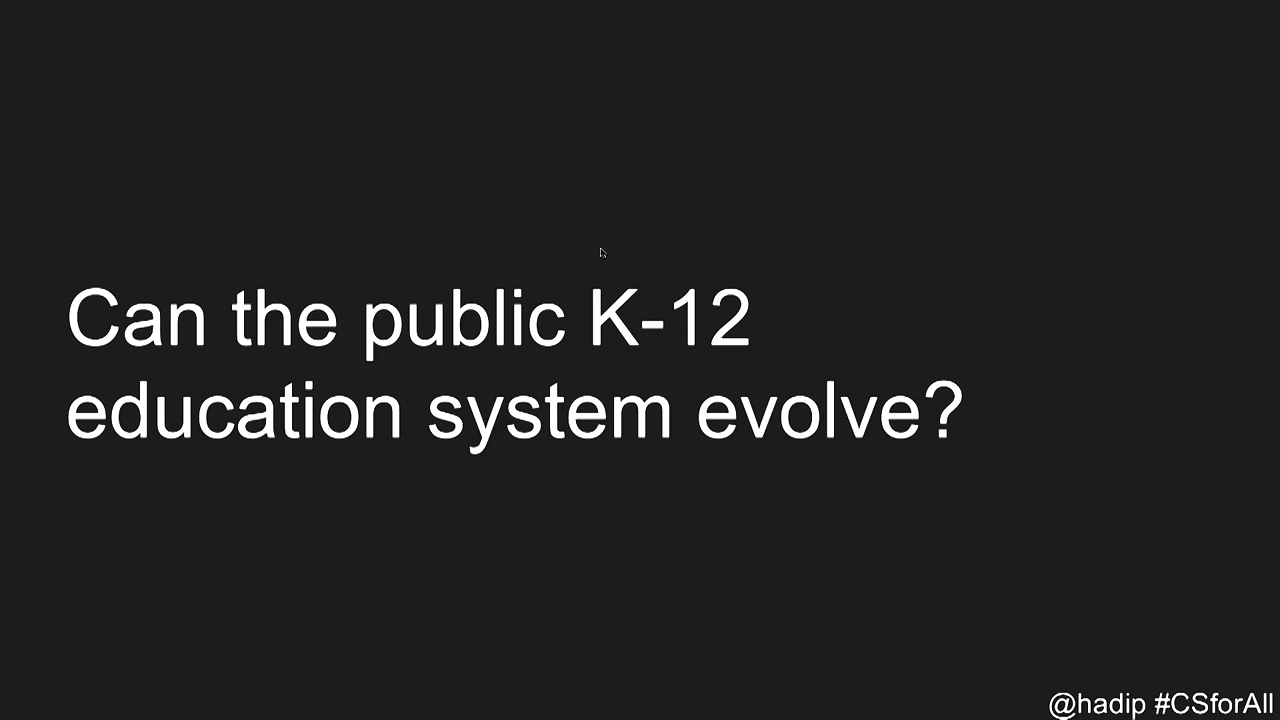 Can the public K-12
education system evolve?
@hadip #CSforAll